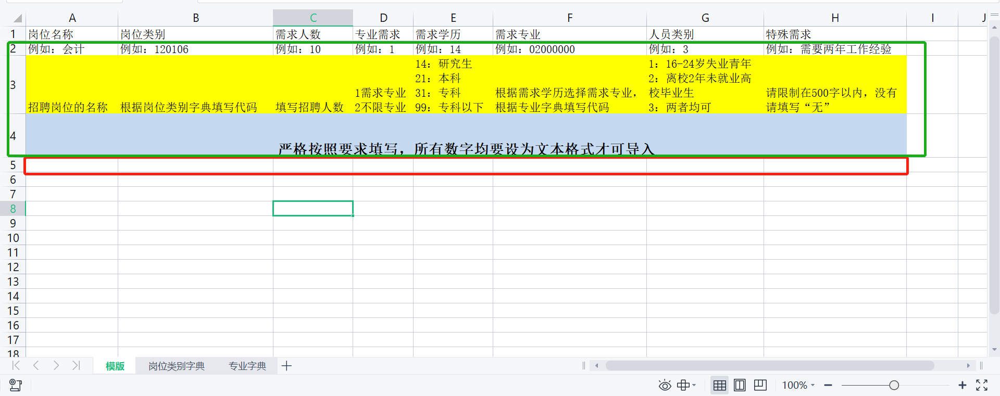 A B C D E F G H I J
1 岗位名称 岗位类别 需求人数 专业需求 需求学历 需求专业 人员类别 特殊需求
2 例如：会计 例如：120106 例如：10 例如：1 例如：14 例如：02000000 例如：3 例如：需要两年工作经验
3
招聘岗位的名称
根据岗位类别字典填写代码
填写招聘人数
1需求专业
2不限专业
14：研究生
21：本科
31：专科
99：专科以下
根据需求学历选择需求专业，
根据专业字典填写代码
1：16-24岁失业青年
2：离校2年未就业高
校毕业生
3：两者均可
请限制在500字以内，没有
请填写“无”
4
严格按照要求填写，所有数字均要设为文本格式才可导入
5
6
7
8
9
10
11
12
13
14
15
16
17
18
模版 岗位类别字典 专业字典
100%